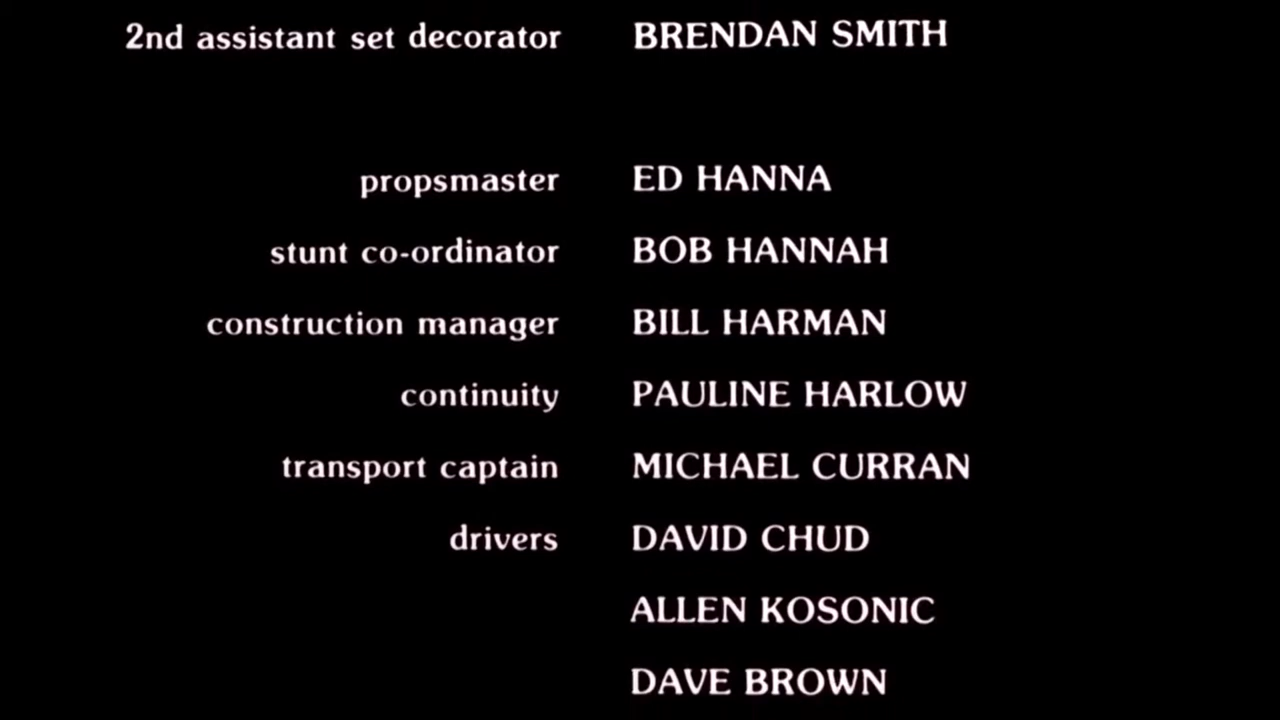 2nd assistant set decorator BRENDAN SMITH
propsmaster ED HANNA
stunt co-ordinator BOB HANNAH
construction manager BILL HARMAN
continuity PAULINE HARLOW
transport captain MICHAEL CURRAN
drivers DAVID CHUD
ALLEN KOSONIC
DAVE BROWN